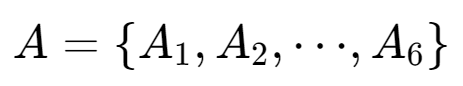 A = {A₁, A₂, ···, A₆}